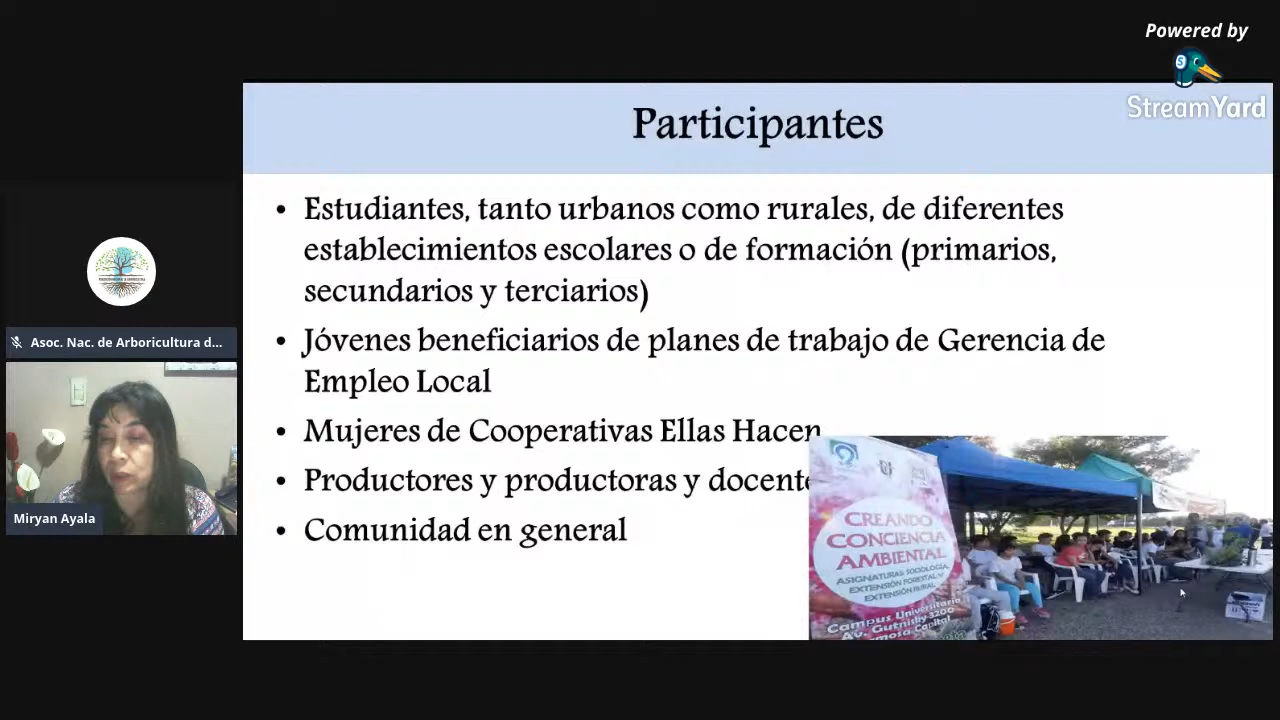 Powered by
StreamYard
Participantes
• Estudiantes, tanto urbanos como rurales, de diferentes
establecimientos escolares o de formación (primarios,
secundarios y terciarios)
• Jóvenes beneficiarios de planes de trabajo de Gerencia de
Empleo Local
• Mujeres de Cooperativas Ellas Hacen
• Productores y productoras y docente
• Comunidad en general
CREANDO
CONCIENCIA
AMBIENTAL
ASIGNATURAS: SOCIOLOGÍA,
EXTENSIÓN FORESTAL Y
EXTENSIÓN RURAL
Campus Universitario
Av. Gutnisky 3200
mosa Capital
Asoc. Nac. de Arboricultura d...
Miryan Ayala